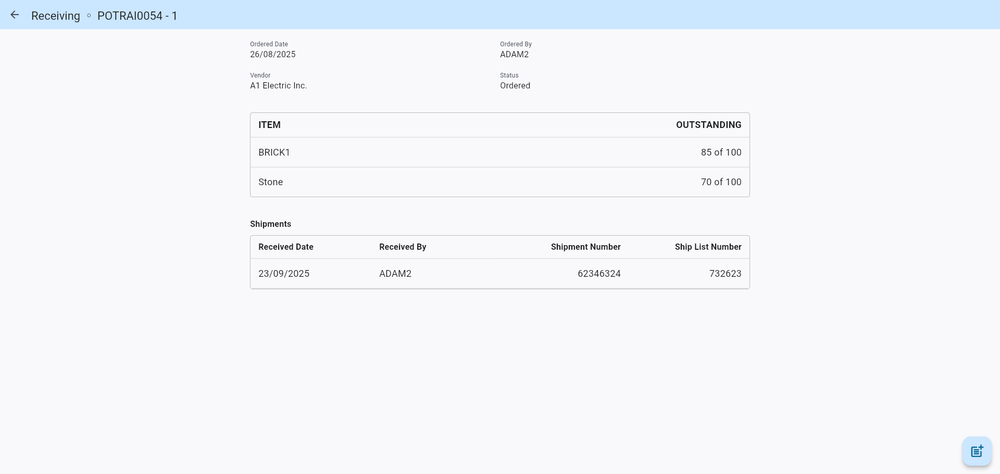 Receiving ○ POTRAI0054 - 1
Ordered Date
26/08/2025
Ordered By
ADAM2
Vendor
A1 Electric Inc.
Status
Ordered
ITEM OUTSTANDING
BRICK1 85 of 100
Stone 70 of 100
Shipments
Received Date Received By Shipment Number Ship List Number
23/09/2025 ADAM2 62346324 732623